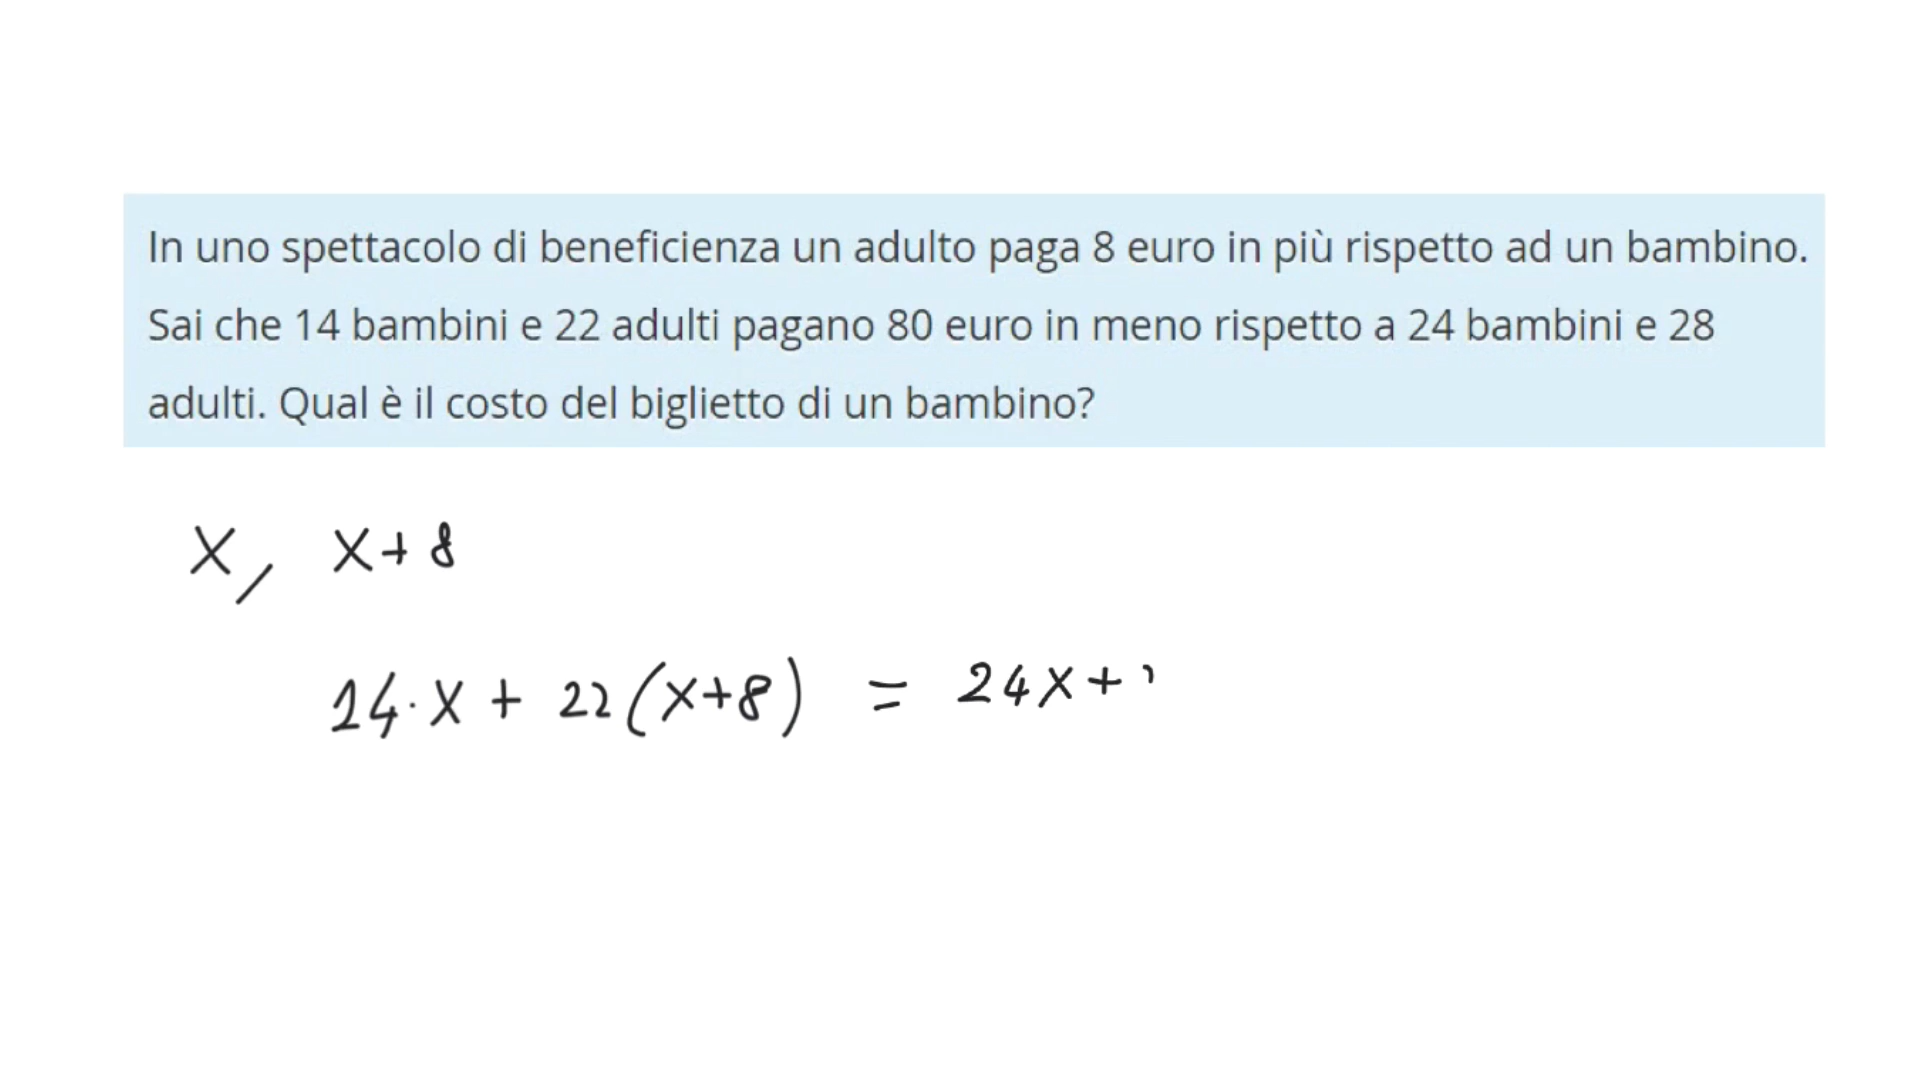 In uno spettacolo di beneficienza un adulto paga 8 euro in più rispetto ad un bambino.
Sai che 14 bambini e 22 adulti pagano 80 euro in meno rispetto a 24 bambini e 28
adulti. Qual è il costo del biglietto di un bambino?
x, x+8
14·x + 22(x+8) = 24x+